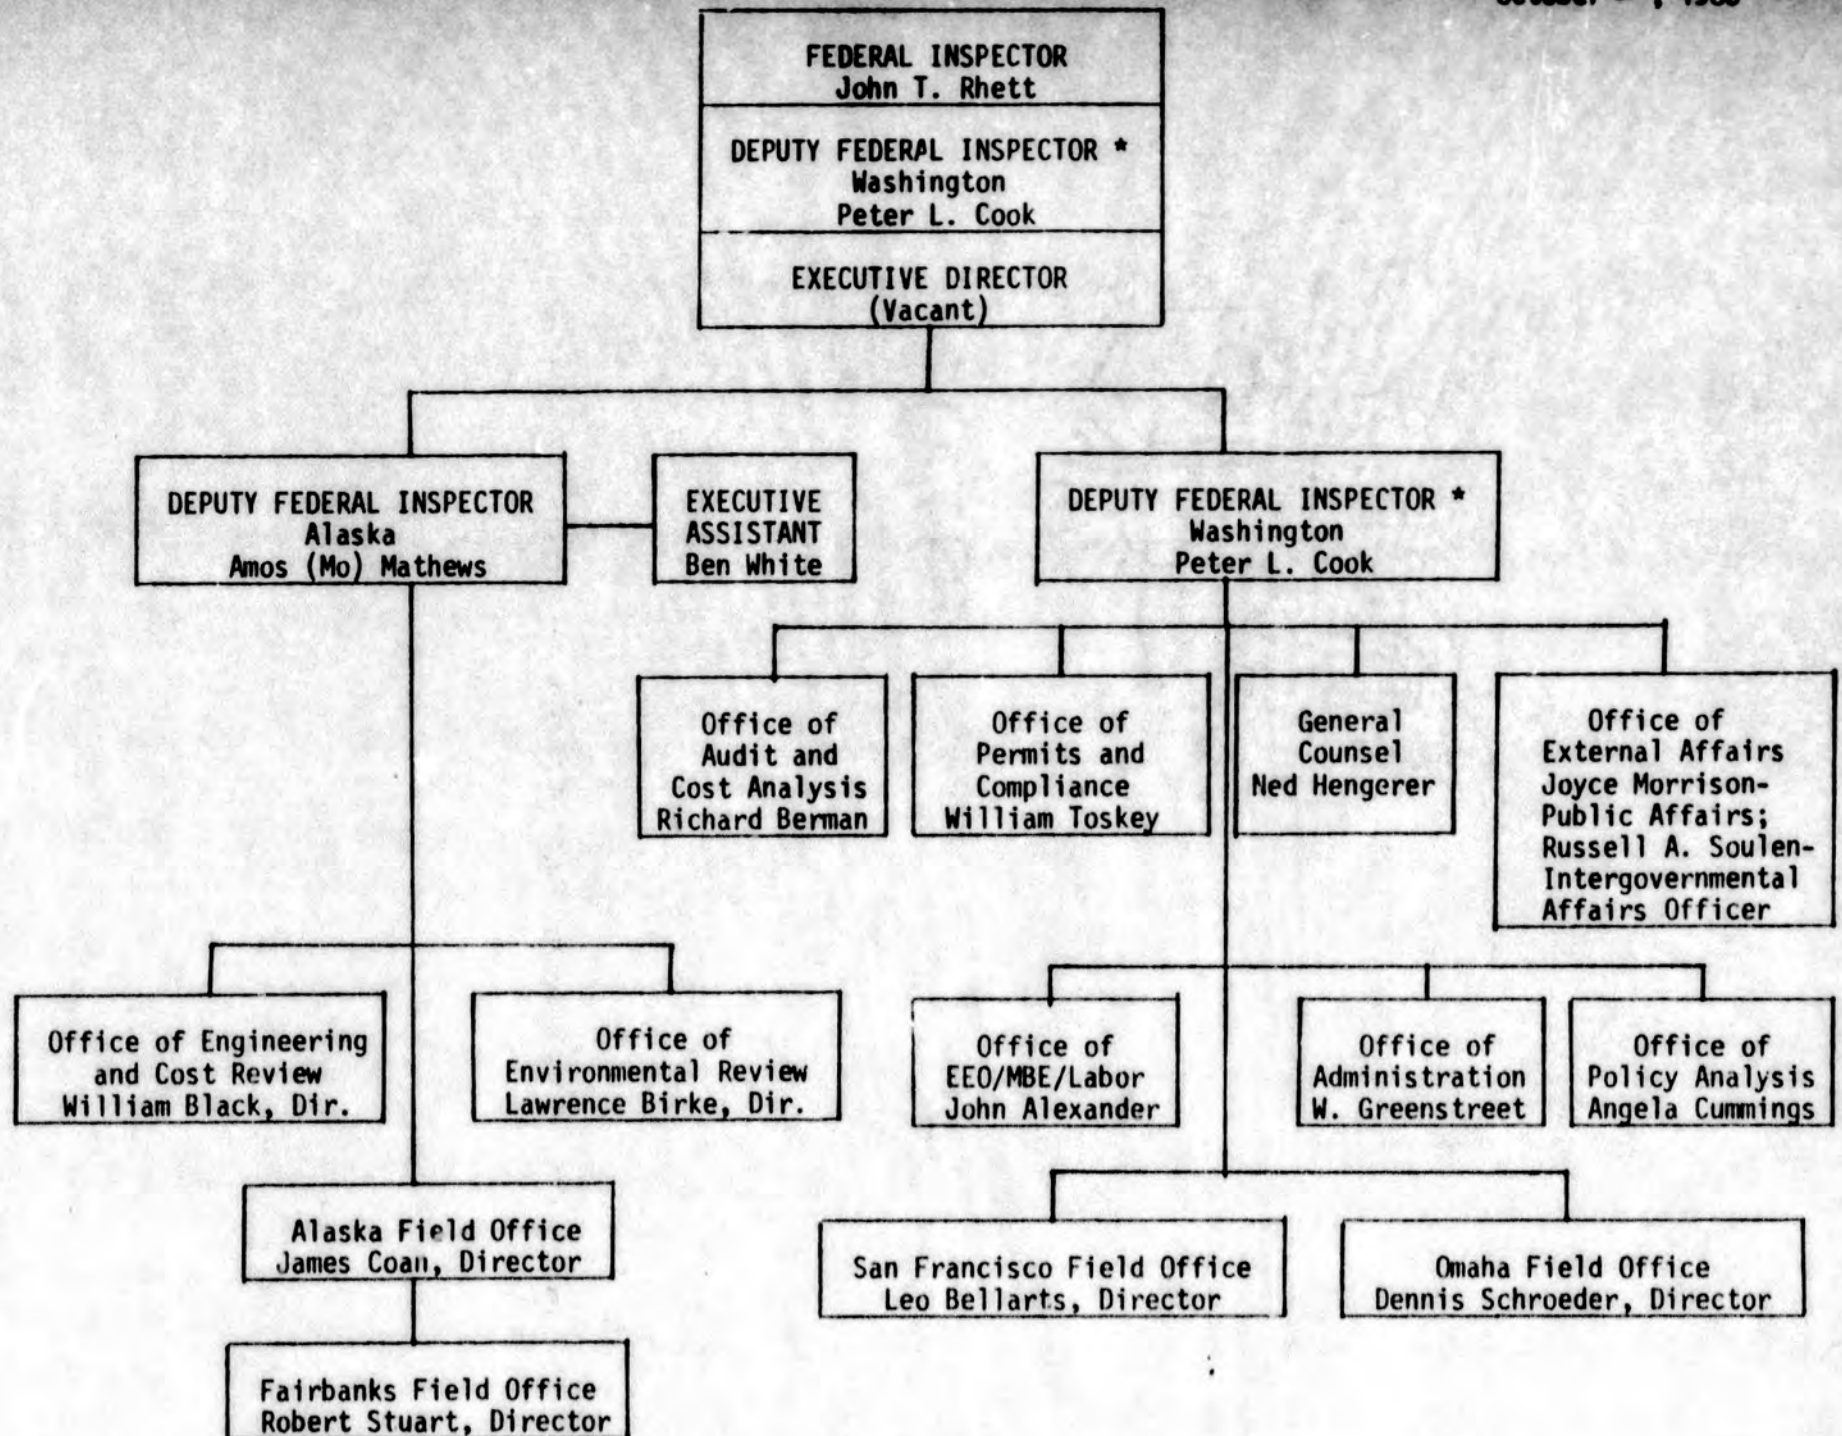 FEDERAL INSPECTOR
John T. Rhett
DEPUTY FEDERAL INSPECTOR *
Washington
Peter L. Cook
EXECUTIVE DIRECTOR
(Vacant)
DEPUTY FEDERAL INSPECTOR
Alaska
Amos (Mo) Mathews
EXECUTIVE
ASSISTANT
Ben White
DEPUTY FEDERAL INSPECTOR *
Washington
Peter L. Cook
Office of
Audit and
Cost Analysis
Richard Berman
Office of
Permits and
Compliance
William Toskey
General
Counsel
Ned Hengerer
Office of
External Affairs
Joyce Morrison-
Public Affairs;
Russell A. Soulen-
Intergovernmental
Affairs Officer
Office of Engineering
and Cost Review
William Black, Dir.
Office of
Environmental Review
Lawrence Birke, Dir.
Office of
EEO/MBE/Labor
John Alexander
Office of
Administration
W. Greenstreet
Office of
Policy Analysis
Angela Cummings
Alaska Field Office
James Coan, Director
San Francisco Field Office
Leo Bellarts, Director
Omaha Field Office
Dennis Schroeder, Director
Fairbanks Field Office
Robert Stuart, Director